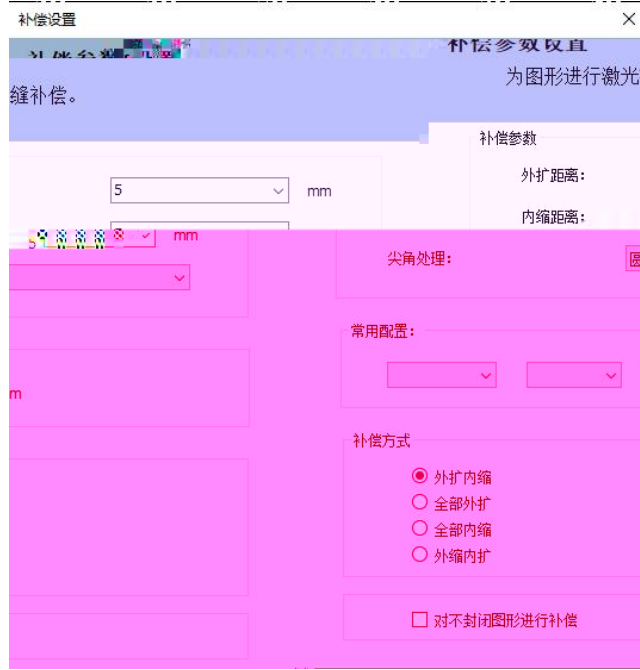 补偿设置
补偿参数设置
为图形进行激光
缝补偿。
补偿参数
外扩距离：
5 mm
内缩距离：
mm
尖角处理：
圆
常用配置：
m
补偿方式
外扩内缩
全部外扩
全部内缩
外缩内扩
对不封闭图形进行补偿